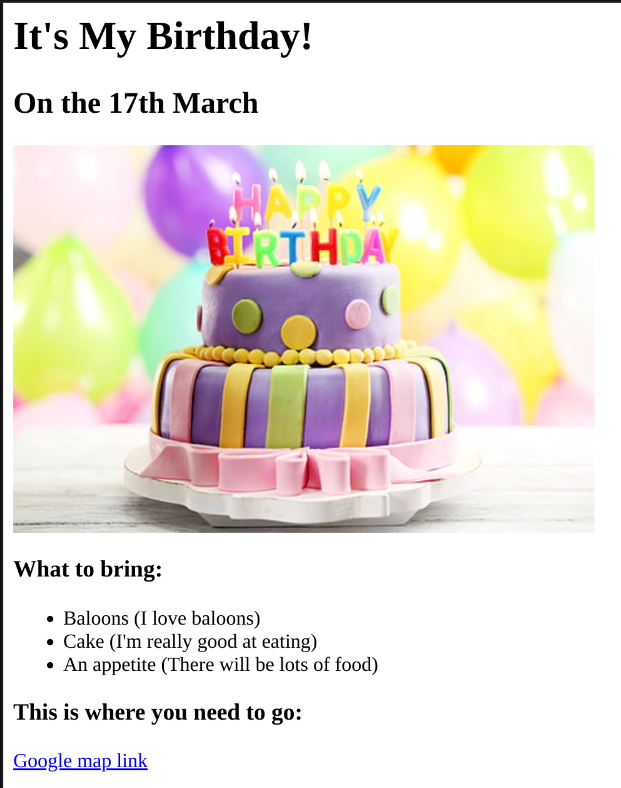 It's My Birthday!
On the 17th March
HAPPY
BIRTHDAY
What to bring:
Baloons (I love baloons)
Cake (I'm really good at eating)
An appetite (There will be lots of food)
This is where you need to go:
Google map link